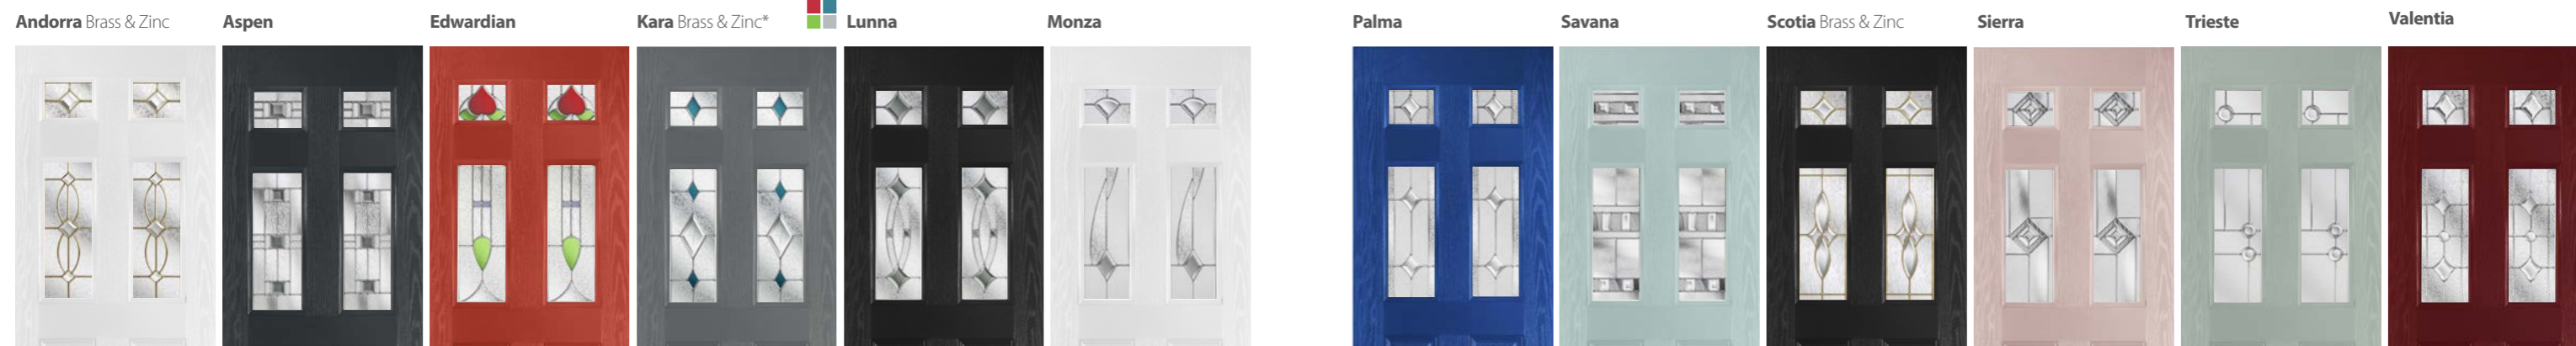 Andorra Brass & Zinc
Aspen
Edwardian
Kara Brass & Zinc*
Lunna
Monza
Palma
Savana
Scotia Brass & Zinc
Sierra
Trieste
Valentia